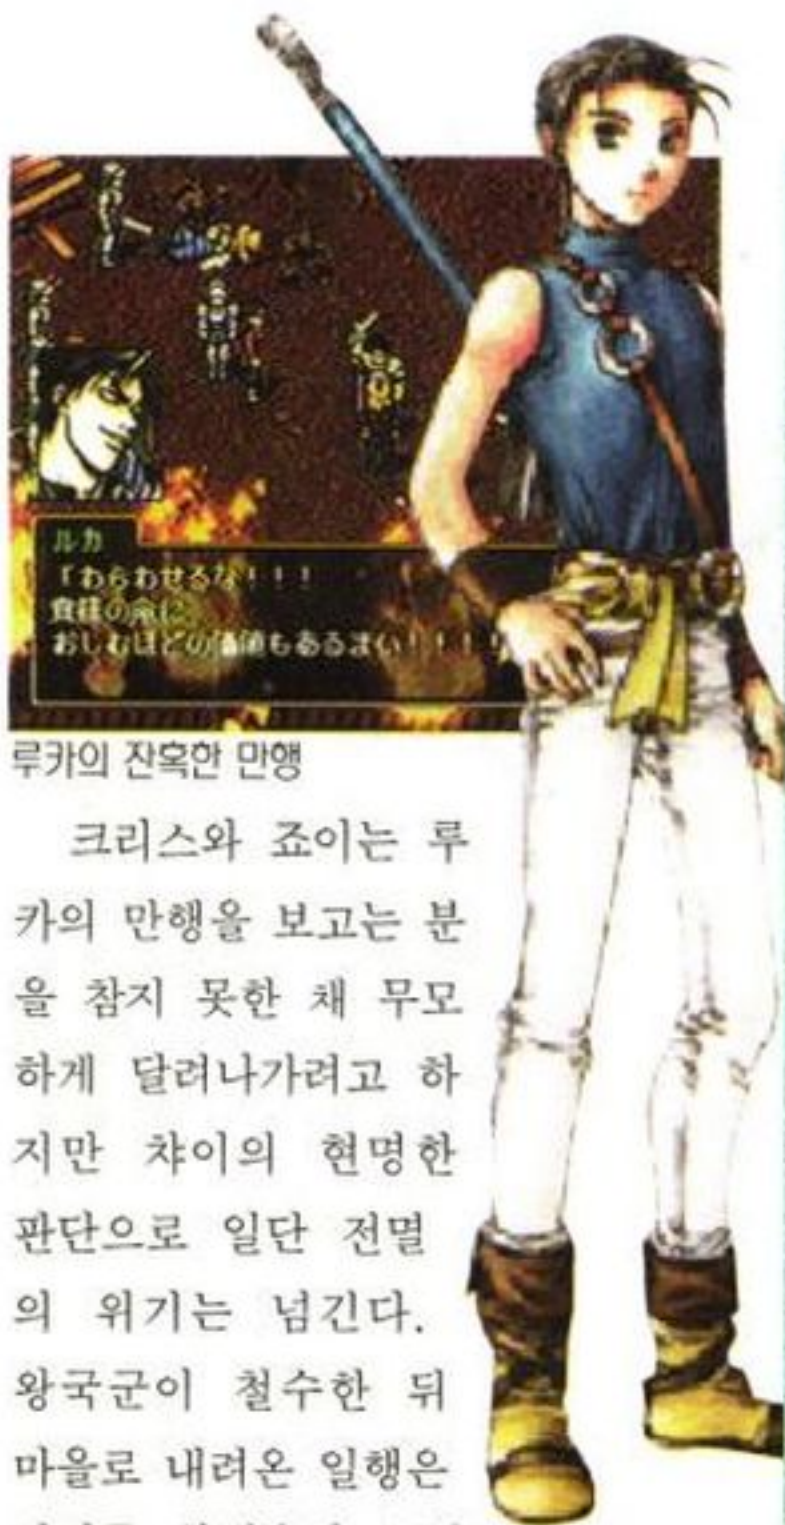 ルカ
「わらわせるな！！！
の命に
おしむほどの価値もあるまい！！！！
루카의 잔혹한 만행
크리스와 죠이는 루
카의 만행을 보고는 분
을 참지 못한 채 무모
하게 달려나가려고 하
지만 챠이의 현명한
판단으로 일단 전멸
의 위기는 넘긴다.
왕국군이 철수한 뒤
마을로 내려온 일행은